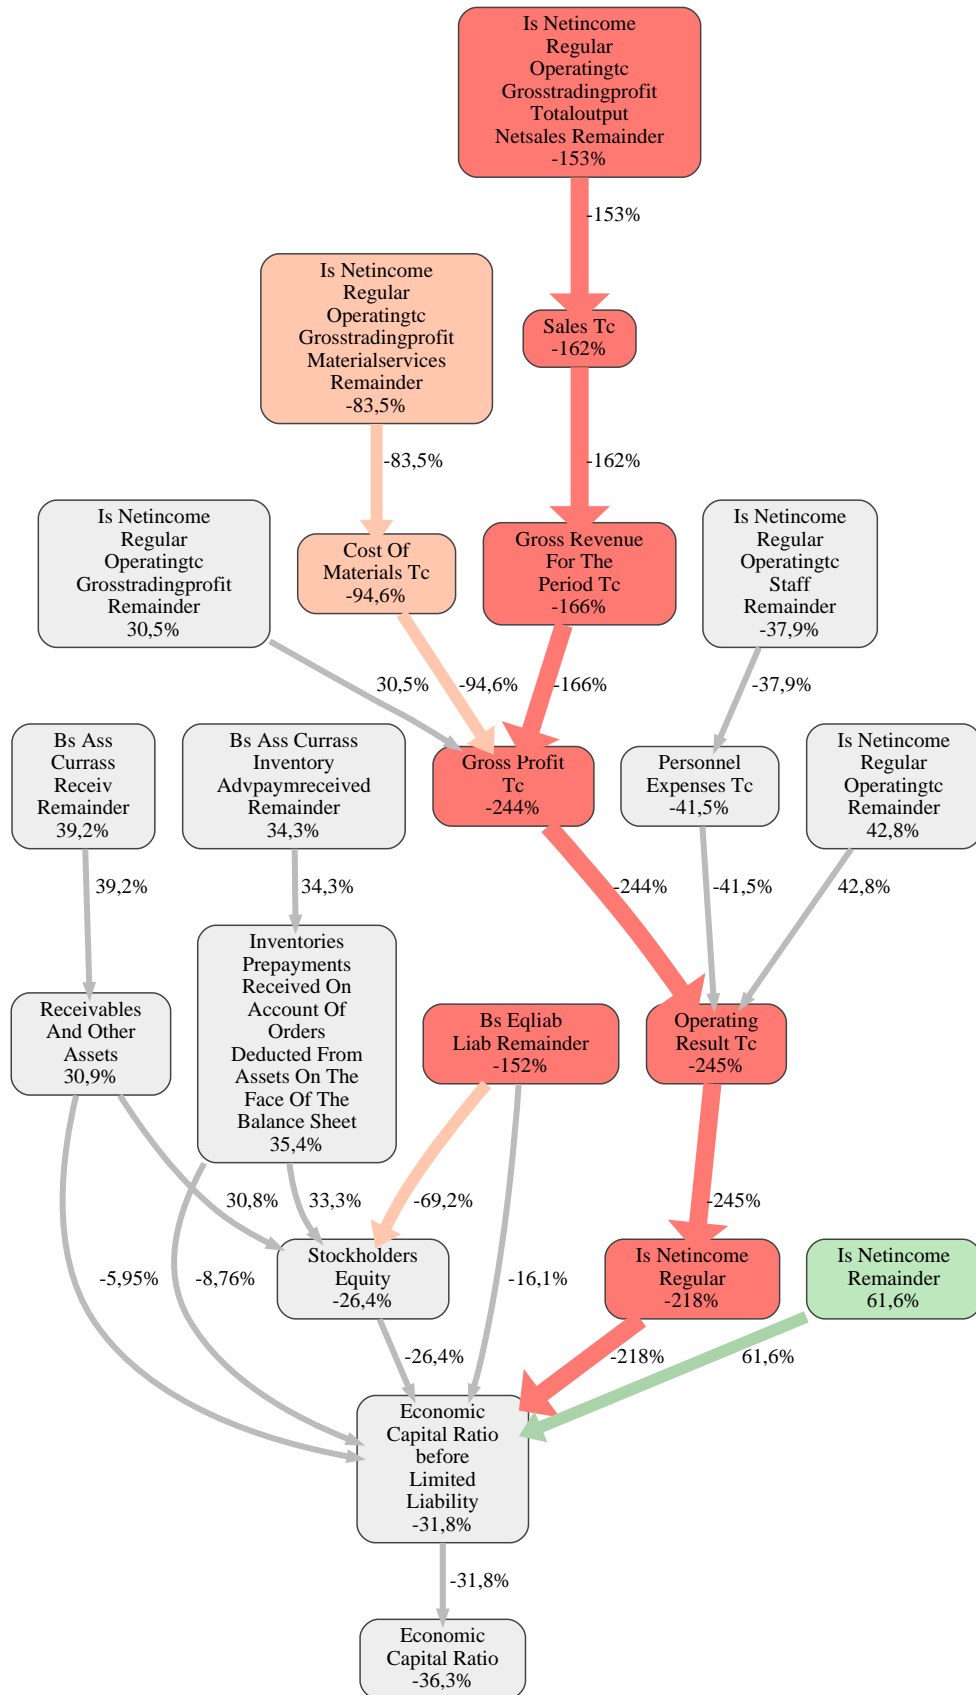 Is Netincome
Regular
Operatingtc
Grosstradingprofit
Totaloutput
Netsales Remainder
-153%
-153%
Is Netincome
Regular
Operatingtc
Grosstradingprofit
Materialservices
Remainder
-83,5%
Sales Tc
-162%
-83,5%
-162%
Is Netincome
Regular
Operatingtc
Grosstradingprofit
Remainder
30,5%
Cost Of
Materials Tc
-94,6%
Gross Revenue
For The
Period Tc
-166%
Is Netincome
Regular
Operatingtc
Staff
Remainder
-37,9%
30,5%
-94,6%
-166%
-37,9%
Bs Ass
Currass
Receiv
Remainder
39,2%
Bs Ass Currass
Inventory
Advpaymreceived
Remainder
34,3%
Gross Profit
Tc
-244%
Personnel
Expenses Tc
-41,5%
Is Netincome
Regular
Operatingtc
Remainder
42,8%
39,2%
34,3%
-244%
-41,5%
42,8%
Receivables
And Other
Assets
30,9%
Inventories
Prepayments
Received On
Account Of
Orders
Deducted From
Assets On The
Face Of The
Balance Sheet
35,4%
Bs Eqliab
Liab Remainder
-152%
Operating
Result Tc
-245%
30,8%
33,3%
-69,2%
-245%
-5,95%
-8,76%
Stockholders
Equity
-26,4%
-16,1%
Is Netincome
Regular
-218%
Is Netincome
Remainder
61,6%
-26,4%
-218%
61,6%
Economic
Capital Ratio
before
Limited
Liability
-31,8%
-31,8%
Economic
Capital Ratio
-36,3%